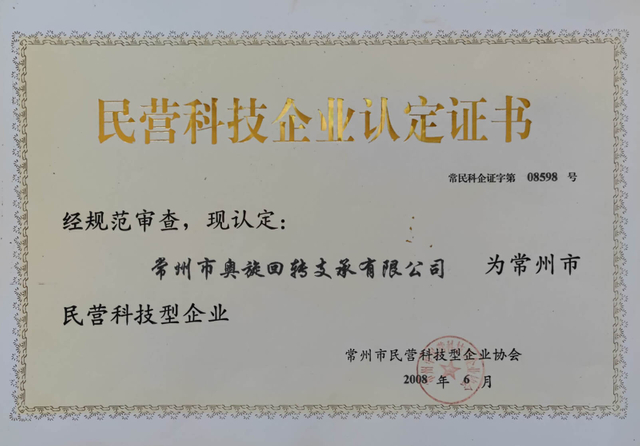 民营科技企业认定证书
常民科企证字第 08598 号
经规范审查，现认定：
常州市奥旋回转支承有限公司 为常州市
民营科技型企业
常州市民营科技型企业协会
2008 年 6 月